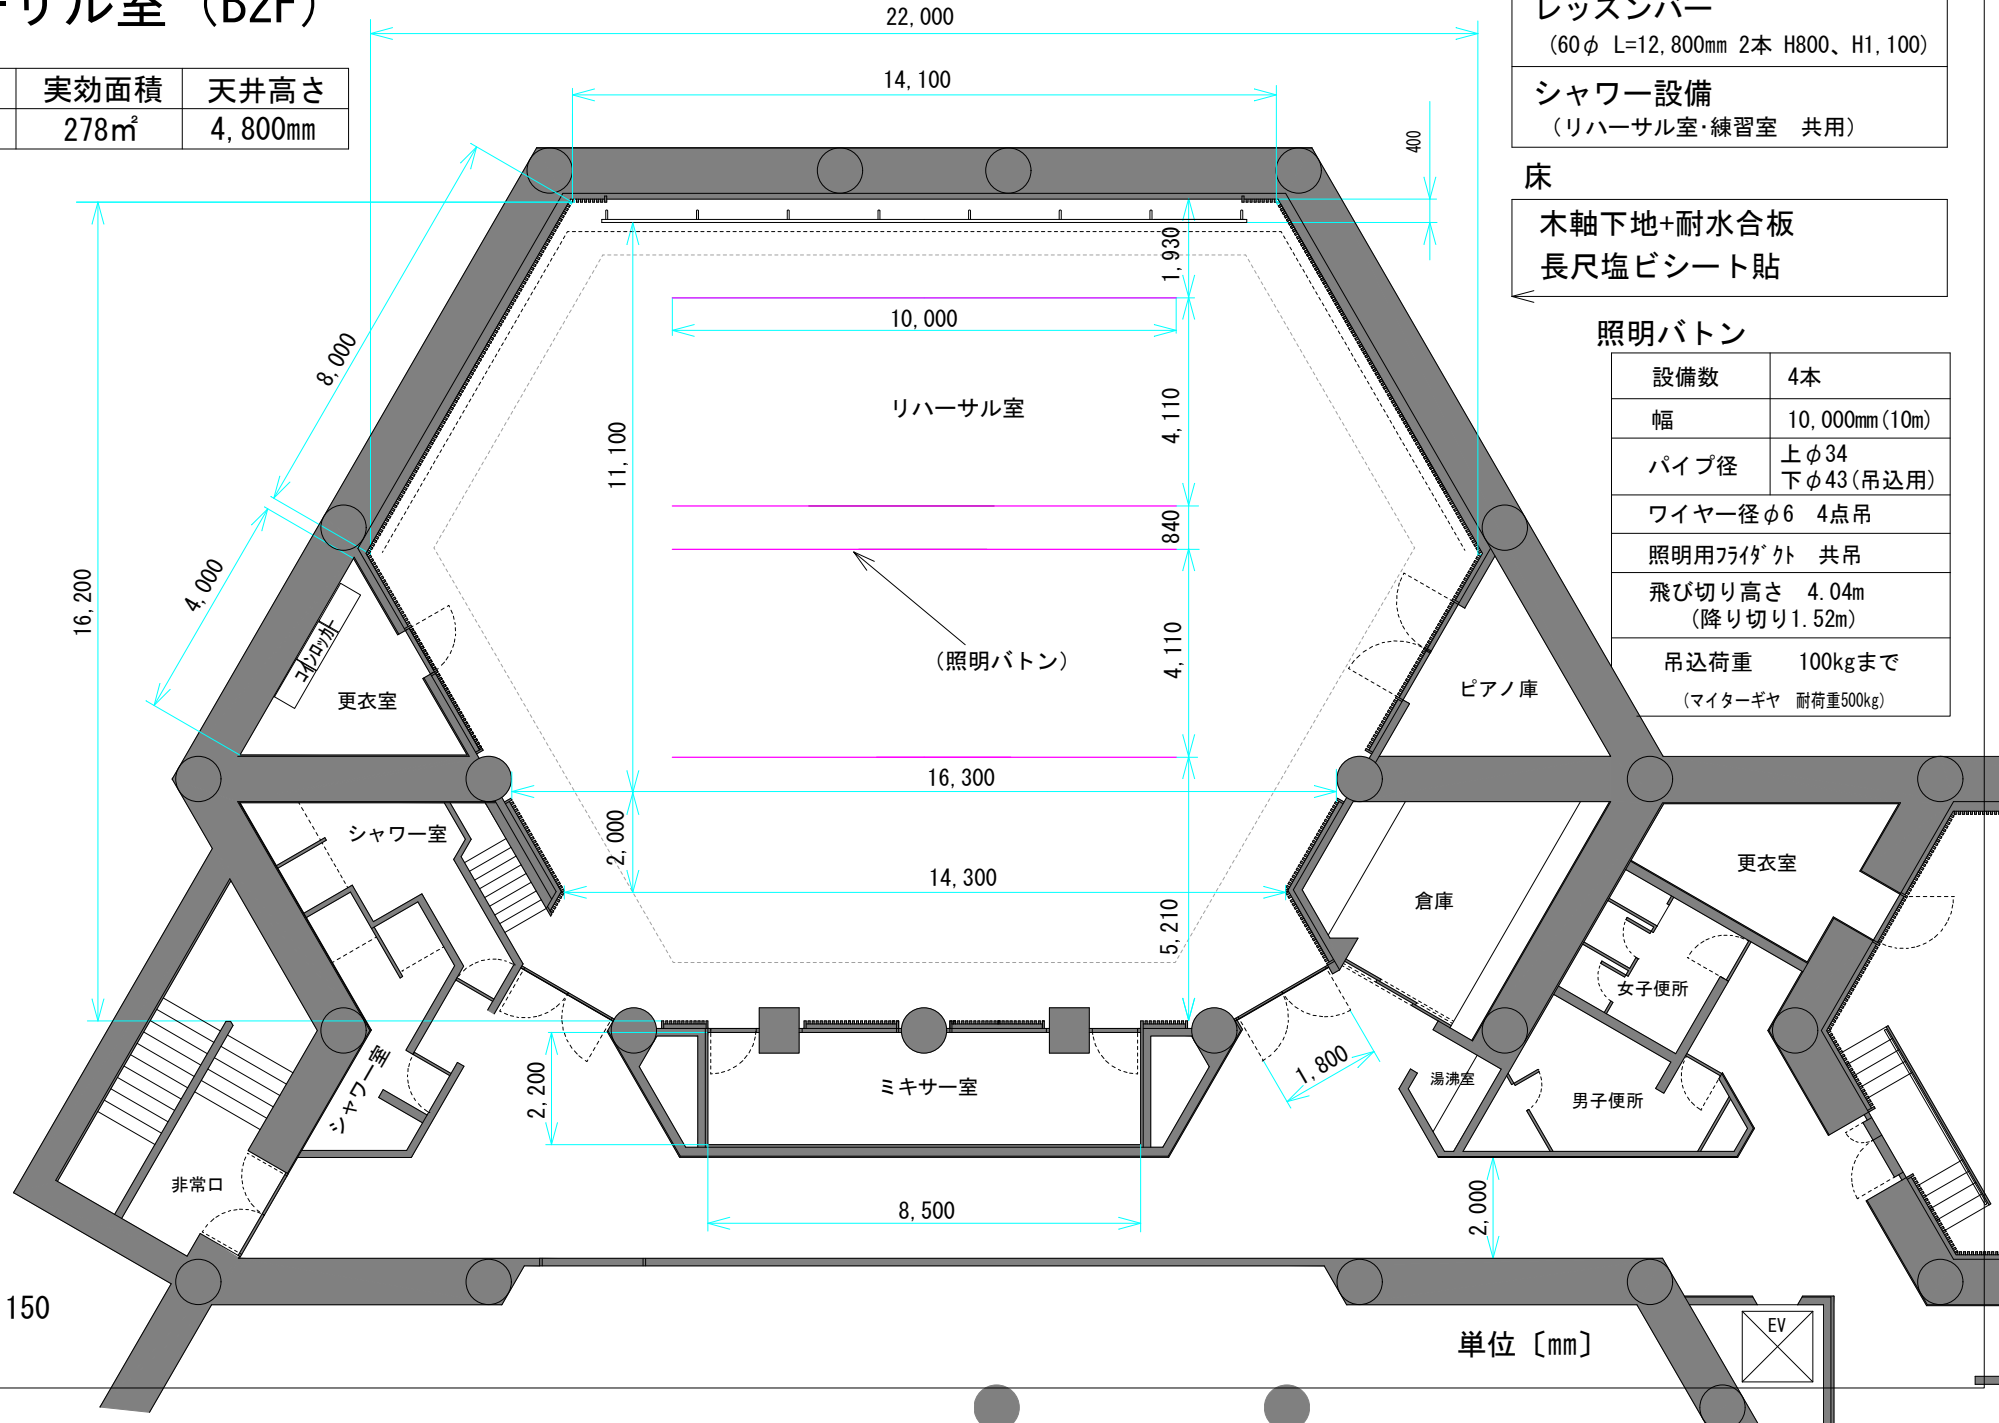 ーサル室（B2F）
実効面積 天井高さ
278㎡ 4,800mm
22,000
14,100
400
レッスンバー
(60φ L=12,800mm 2本 H800、H1,100)
シャワー設備
（リハーサル室・練習室 共用）
床
木軸下地+耐水合板
長尺塩ビシート貼
照明バトン
設備数 4本
幅 10,000mm(10m)
パイプ径 上φ34
下φ43(吊込用)
ワイヤー径φ6 4点吊
照明用フライダクト 共吊
飛び切り高さ 4.04m
（降り切り1.52m）
吊込荷重 100kgまで
（マイターギヤ 耐荷重500kg）
1,930
10,000
8,000
リハーサル室
4,110
11,100
840
16,200
4,000
コインロッカー
更衣室
（照明バトン）
4,110
ピアノ庫
16,300
シャワー室
2,000
14,300
5,210
倉庫
更衣室
女子便所
シャワー室
2,200
ミキサー室
1,800
湯沸室
男子便所
非常口
8,500
2,000
150
単位〔mm〕
EV